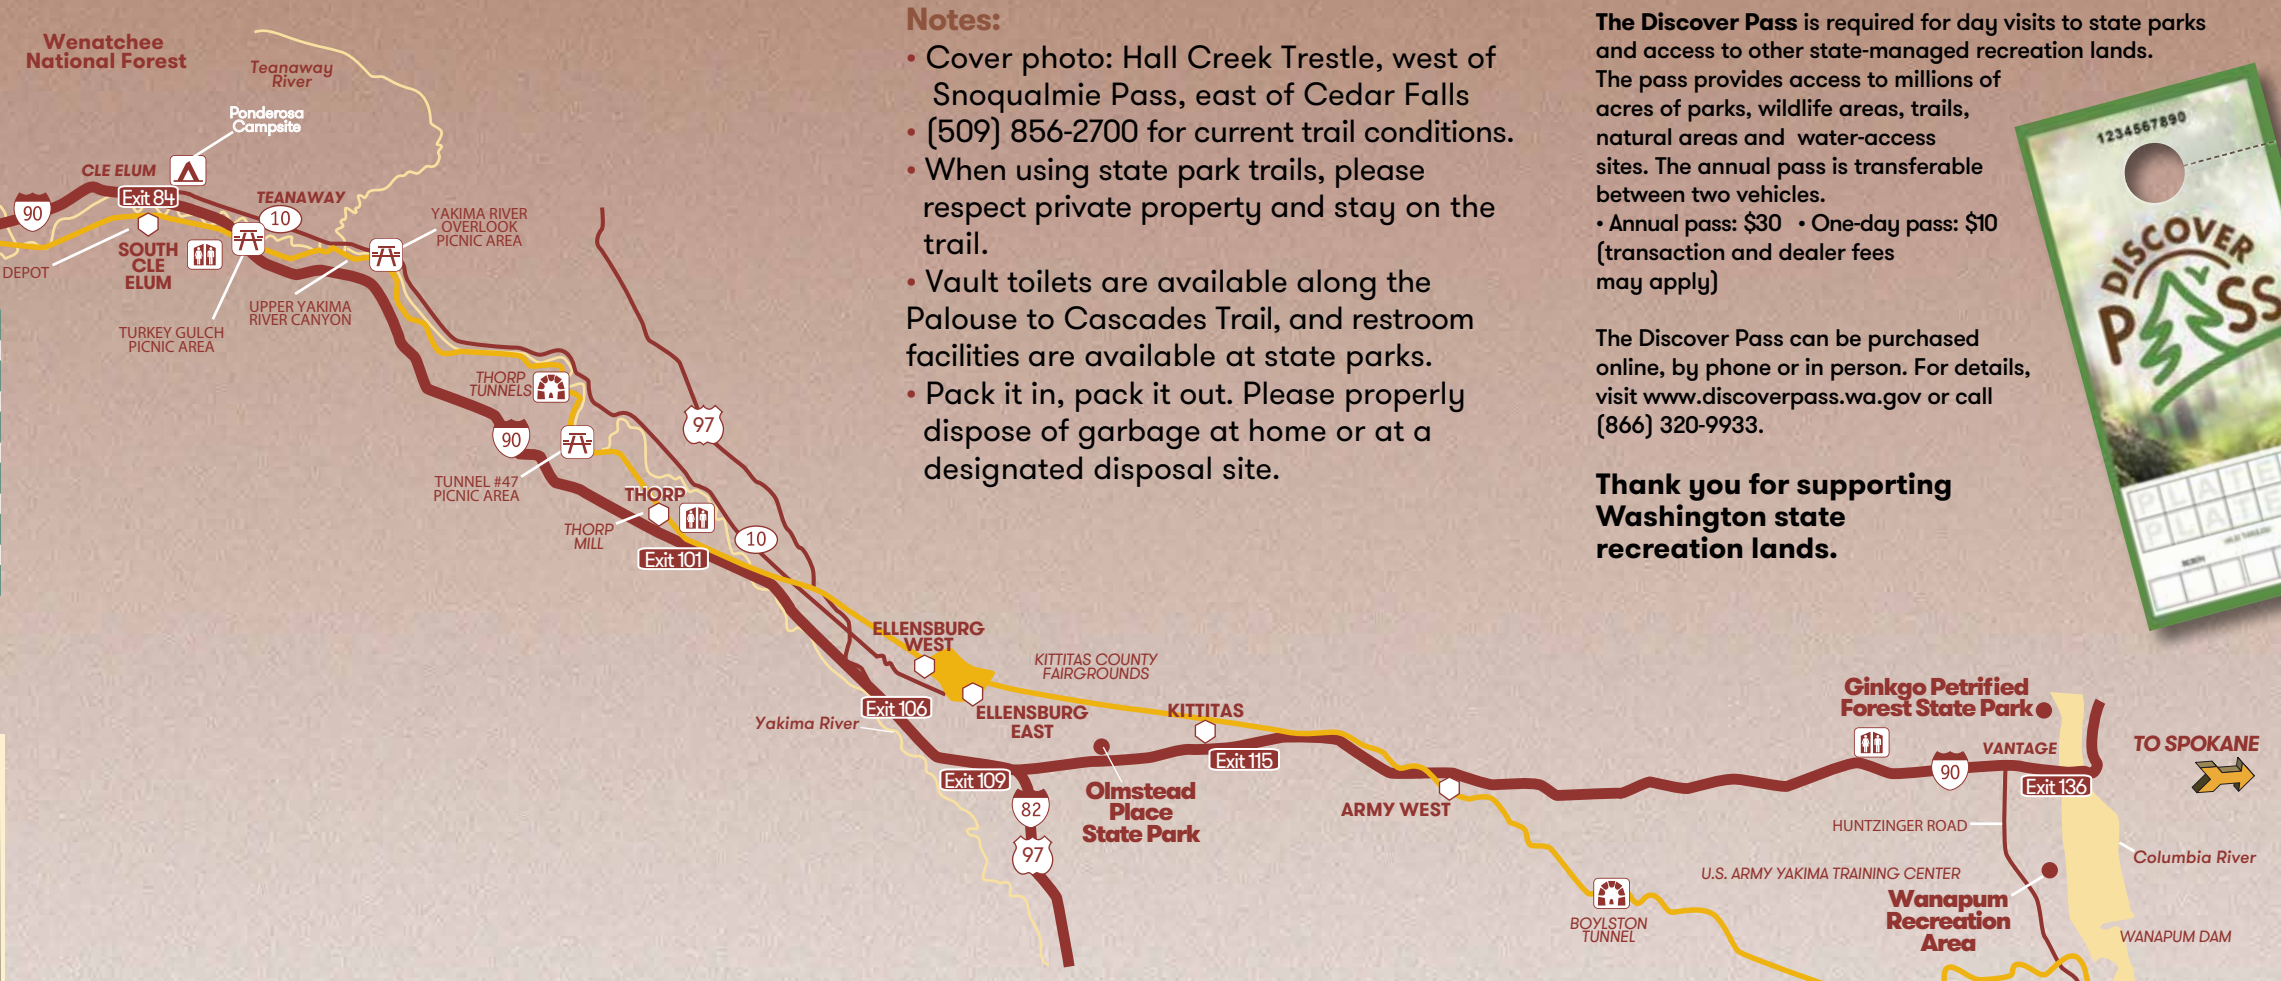 Notes:
• Cover photo: Hall Creek Trestle, west of
Snoqualmie Pass, east of Cedar Falls
• (509) 856-2700 for current trail conditions.
• When using state park trails, please
respect private property and stay on the
trail.
• Vault toilets are available along the
Palouse to Cascades Trail, and restroom
facilities are available at state parks.
• Pack it in, pack it out. Please properly
dispose of garbage at home or at a
designated disposal site.
The Discover Pass is required for day visits to state parks
and access to other state-managed recreation lands.
The pass provides access to millions of
acres of parks, wildlife areas, trails,
natural areas and water-access
sites. The annual pass is transferable
between two vehicles.
• Annual pass: $30 • One-day pass: $10
(transaction and dealer fees
may apply)
The Discover Pass can be purchased
online, by phone or in person. For details,
visit www.discoverpass.wa.gov or call
(866) 320-9933.
Thank you for supporting
Washington state
recreation lands.
1234567890
DISCOVER
PASS
PLATE
PLATE
Wenatchee
National Forest
Teanaway
River
Ponderosa
Campsite
CLE ELUM
Exit 84
90
TEANAWAY
10
YAKIMA RIVER
OVERLOOK
PICNIC AREA
DEPOT
SOUTH
CLE
ELUM
UPPER YAKIMA
RIVER CANYON
TURKEY GULCH
PICNIC AREA
THORP
TUNNELS
97
90
TUNNEL #47
PICNIC AREA
THORP
THORP
MILL
10
Exit 101
ELLENSBURG
WEST
KITTITAS COUNTY
FAIRGROUNDS
Exit 106
Yakima River
ELLENSBURG
EAST
KITTITAS
Exit 109
Exit 115
82
97
Olmstead
Place
State Park
ARMY WEST
Ginkgo Petrified
Forest State Park
VANTAGE
TO SPOKANE
90
Exit 136
HUNTZINGER ROAD
Columbia River
U.S. ARMY YAKIMA TRAINING CENTER
Wanapum
Recreation
Area
BOYLSTON
TUNNEL
WANAPUM DAM